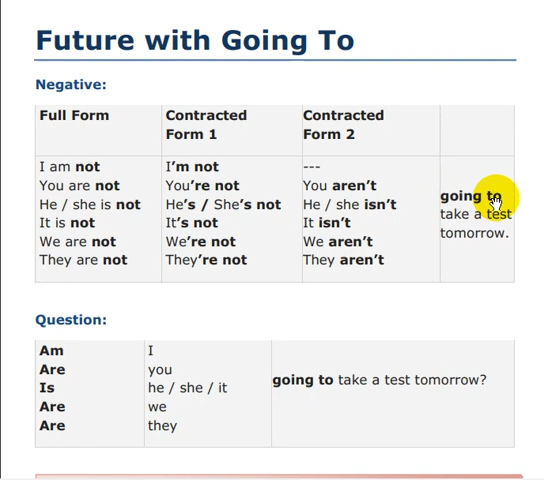 Future with Going To
Negative:
Full Form
Contracted Form 1
Contracted Form 2
I am not
I'm not
---
You are not
You're not
You aren't
He / she is not
He's / She's not
He / she isn't
It is not
It's not
It isn't
We are not
We're not
We aren't
They are not
They're not
They aren't
going to
take a test
tomorrow.
Question:
Am
I
Are
you
Is
he / she / it
Are
we
Are
they
going to take a test tomorrow?